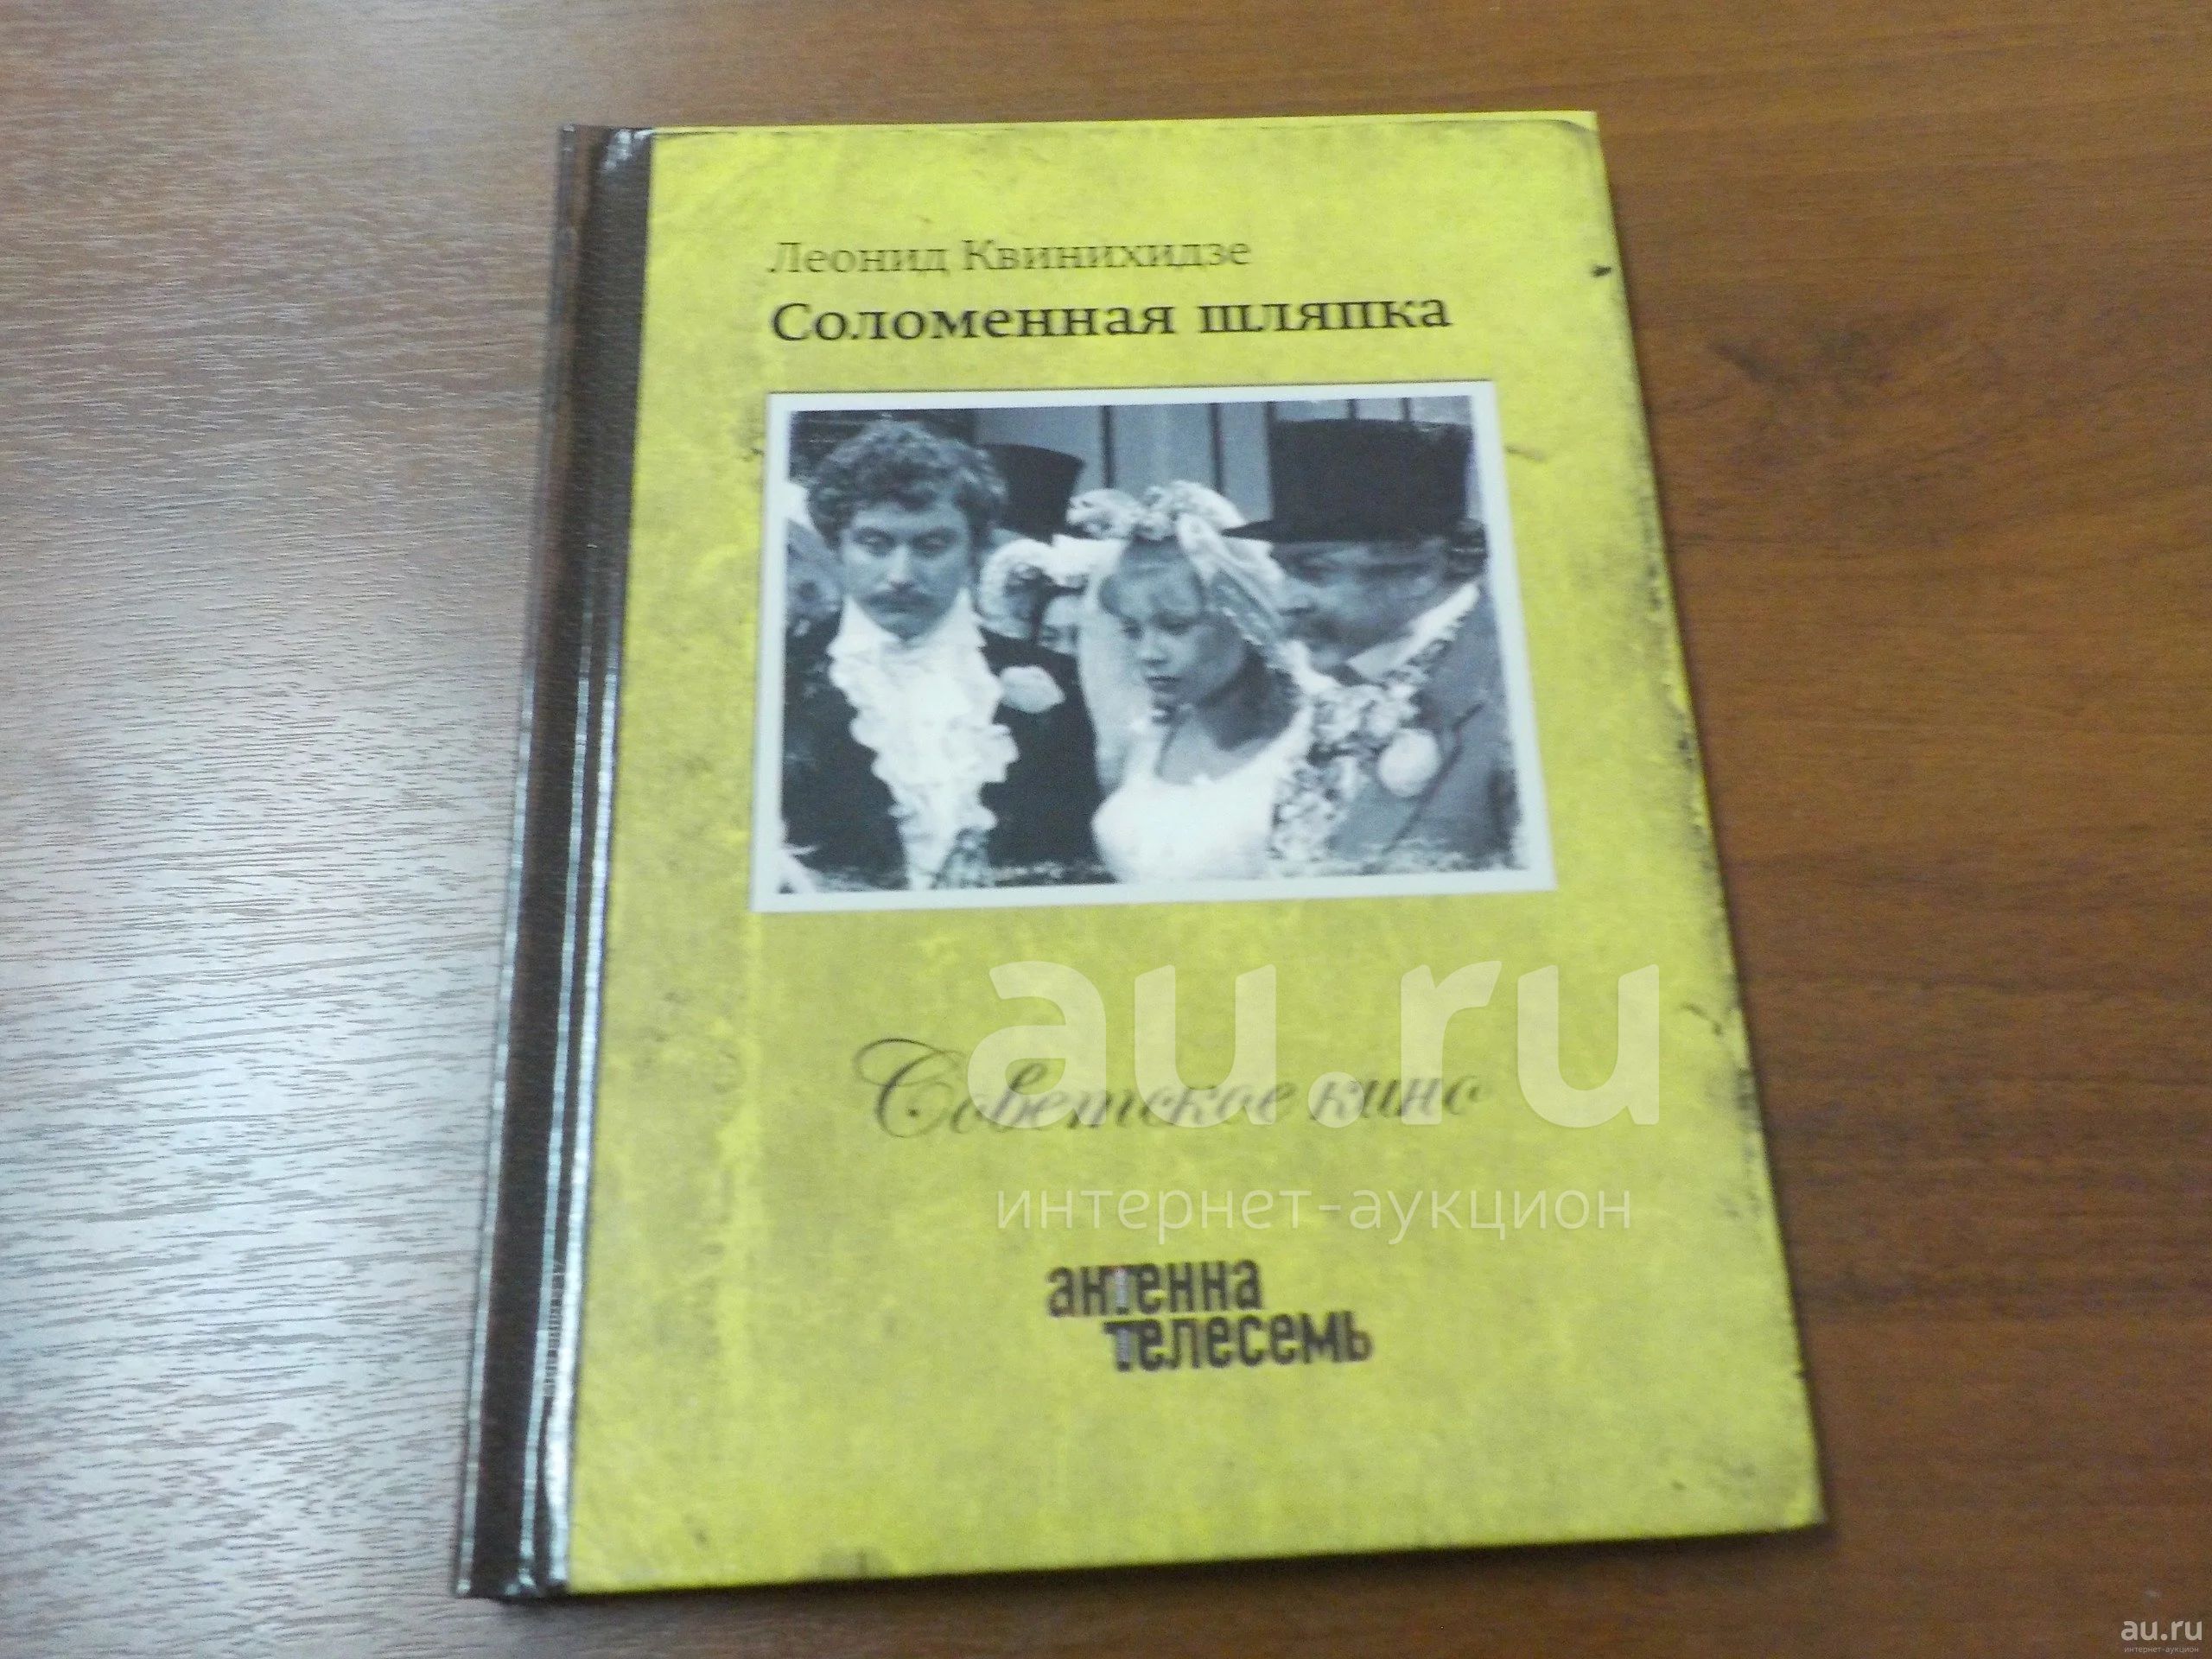 Леонид Квинихидзе
Соломенная шляпка
au.ru
Советское кино
интернет-аукцион
антенна
телесемь
au.ru
интернет-аукцион